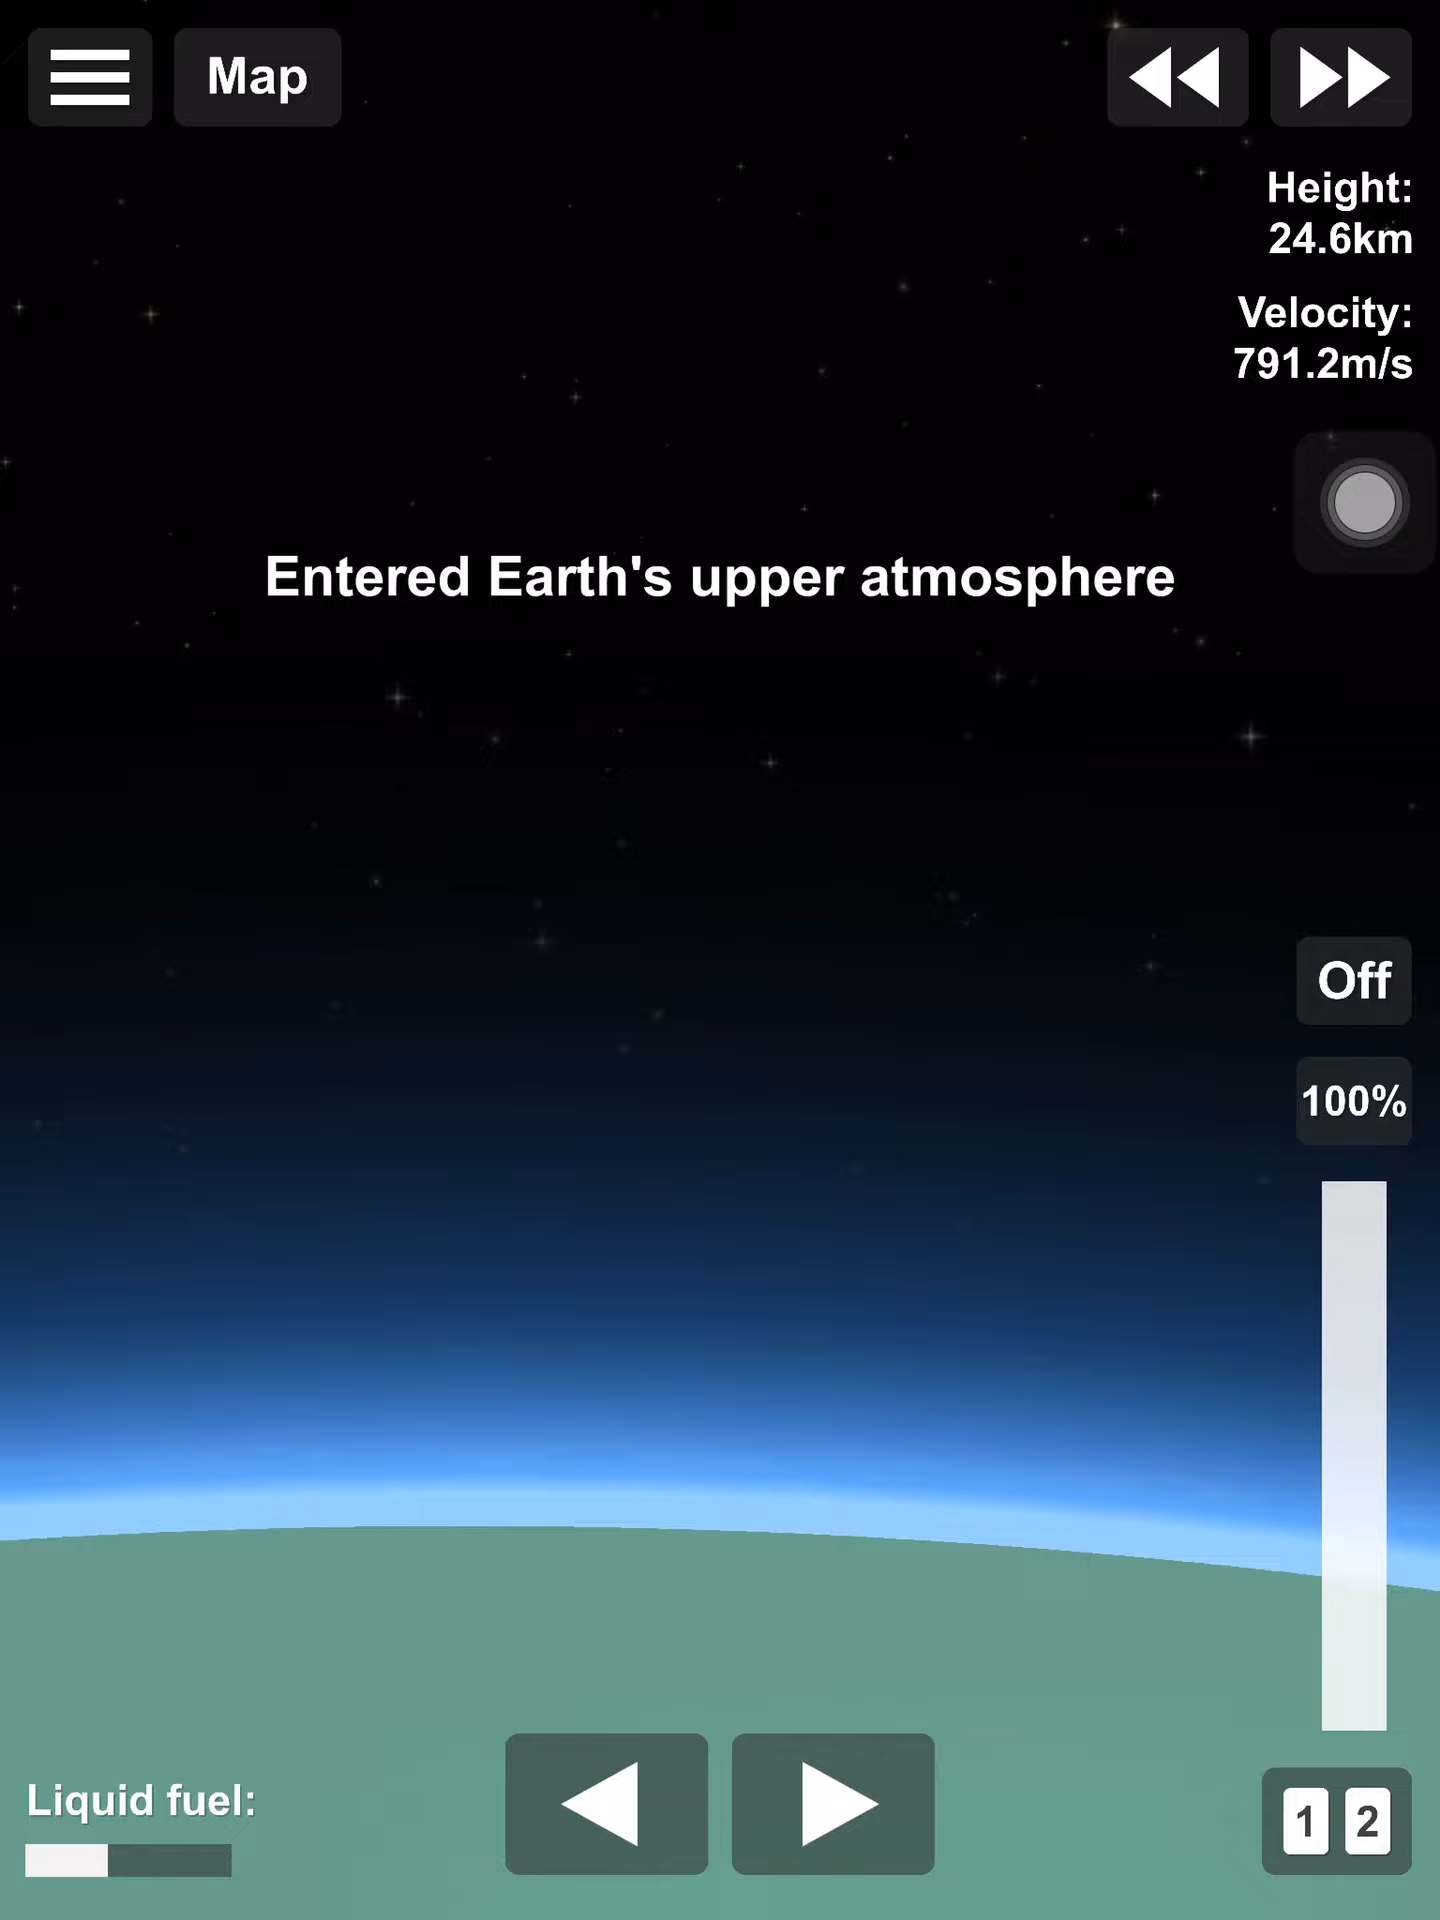 Map
Height:
24.6km
Velocity:
791.2m/s
Entered Earth's upper atmosphere
Off
100%
Liquid fuel:
1 2